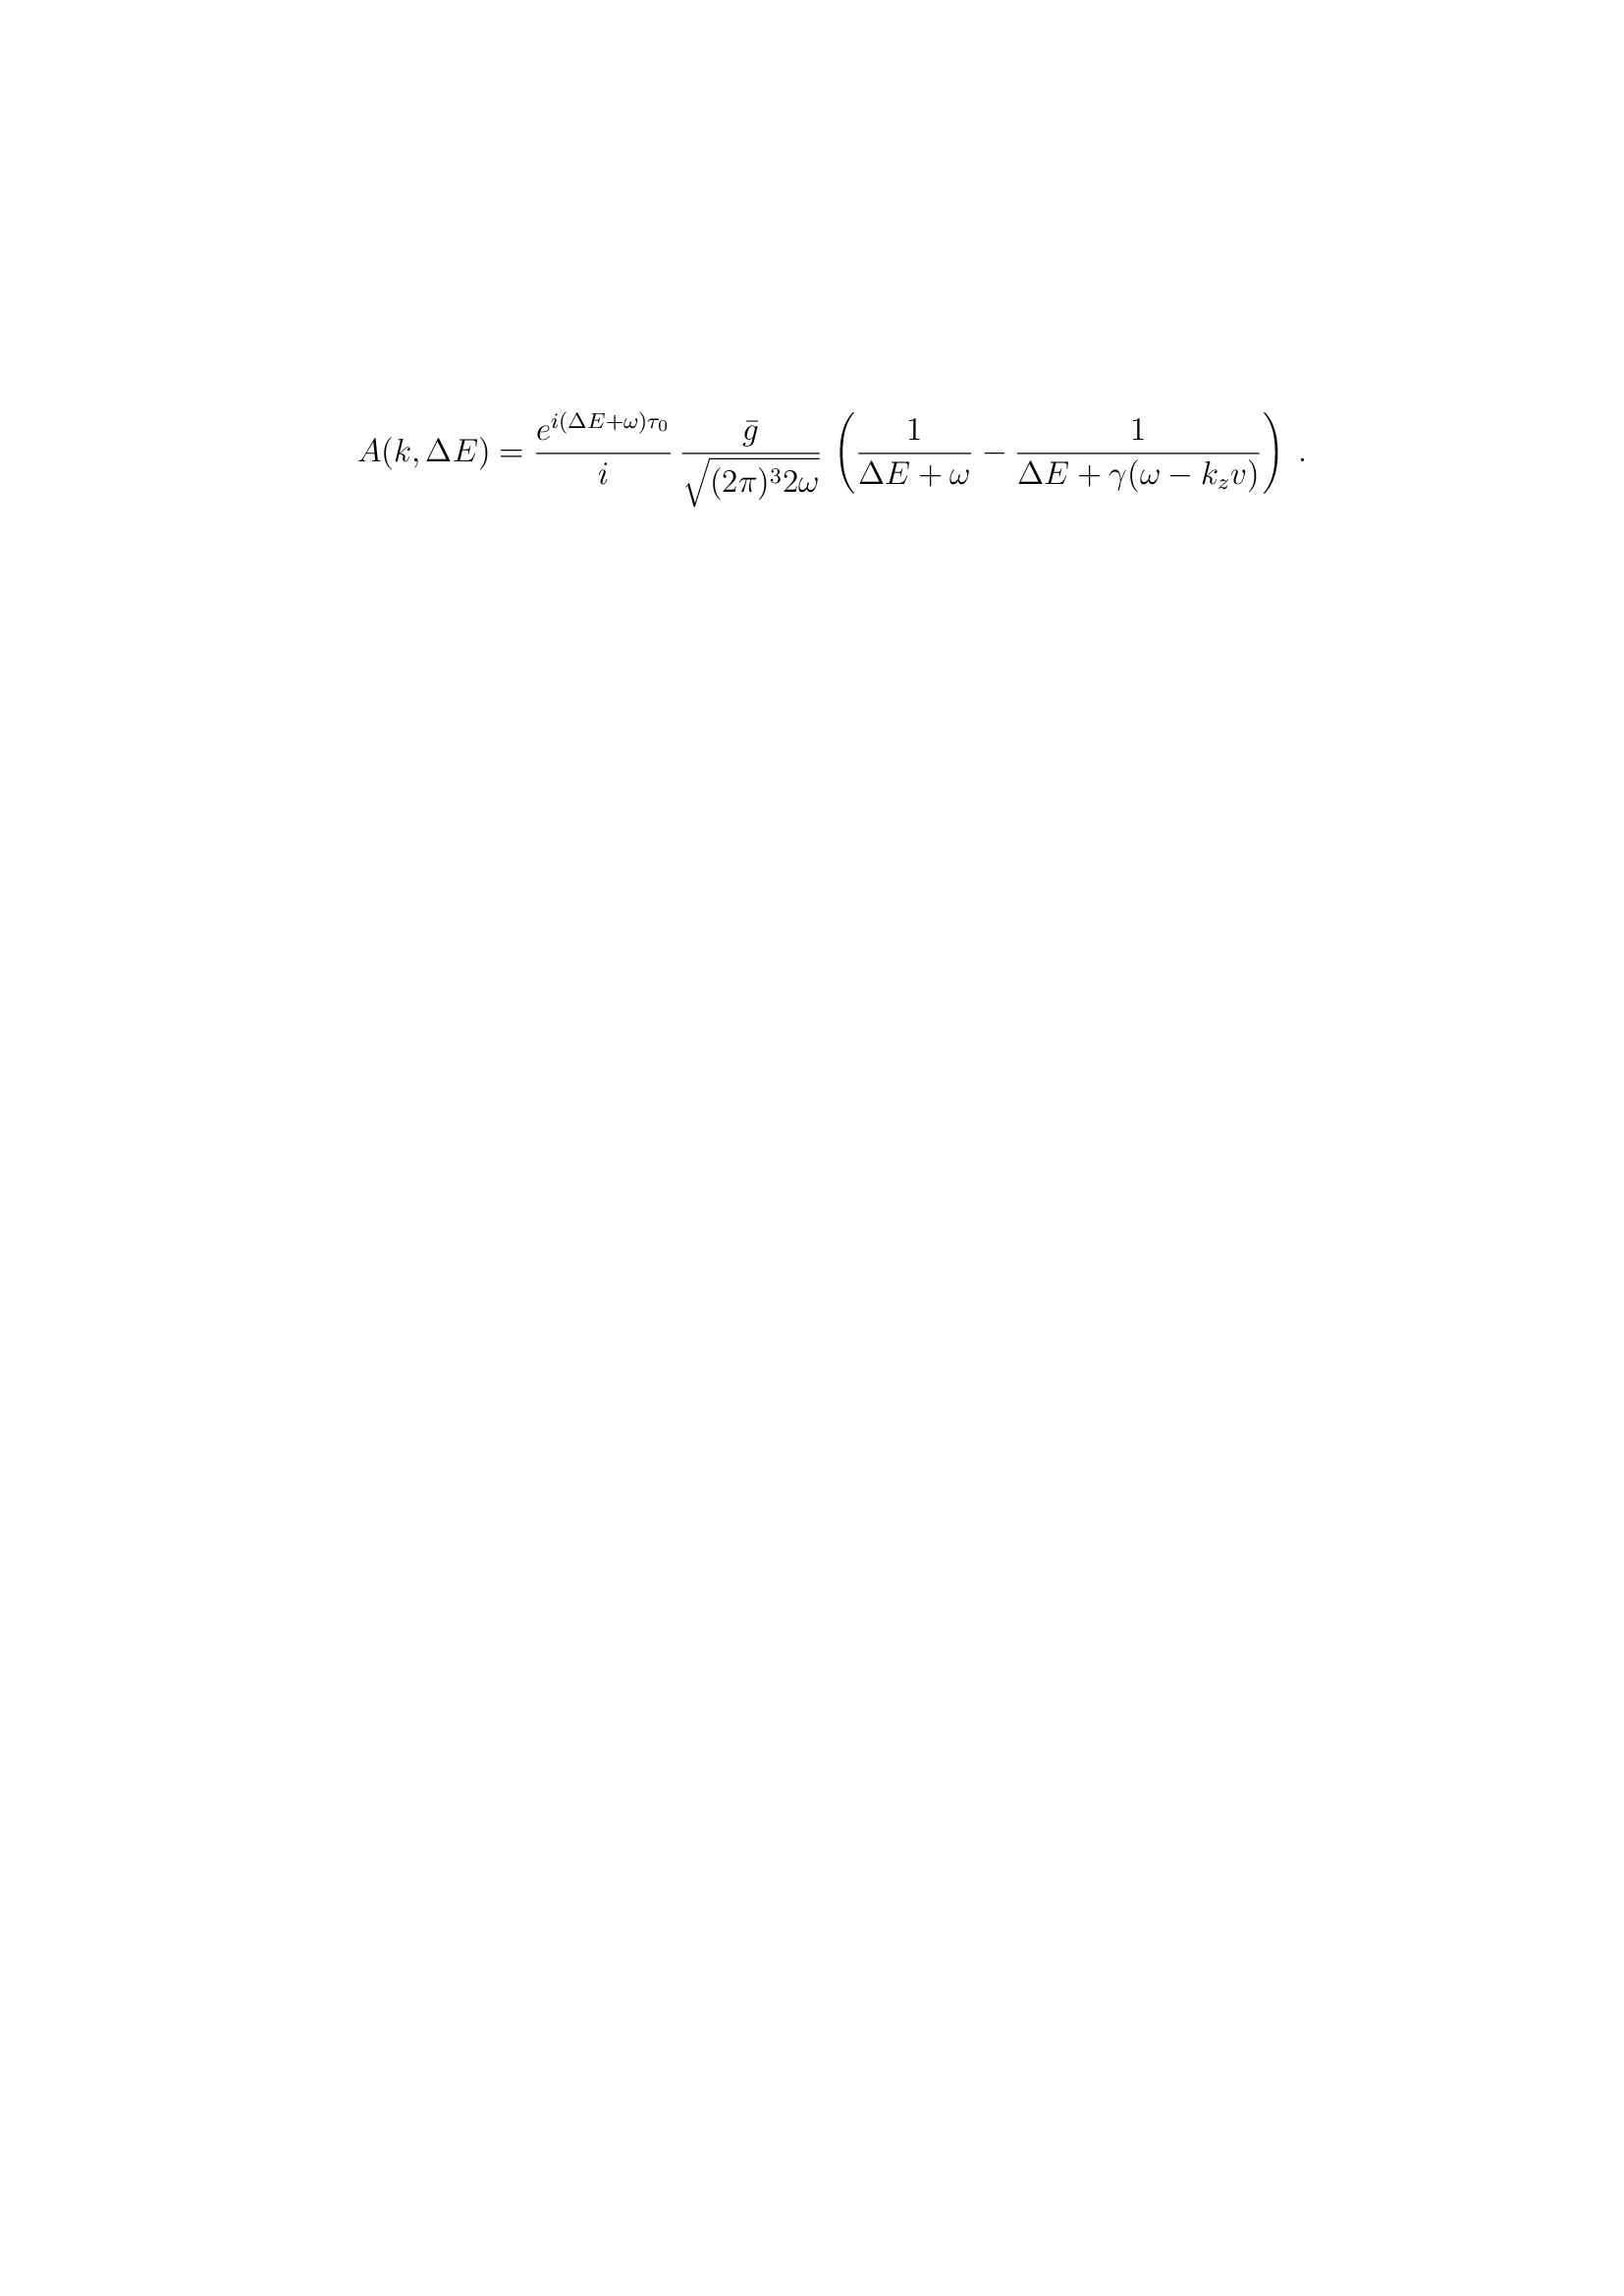 $A(k, \Delta E) = \frac{e^{i(\Delta E+\omega)\tau_0}}{i} \, \frac{\bar{g}}{\sqrt{(2\pi)^3 2\omega}} \, \left( \frac{1}{\Delta E + \omega} - \frac{1}{\Delta E + \gamma(\omega - k_z v)} \right) \; .$